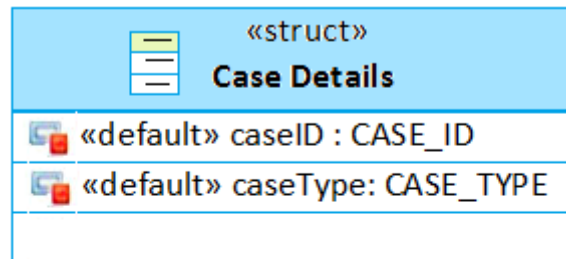 «struct»
Case Details
«default» caseID : CASE_ID
«default» caseType: CASE_TYPE